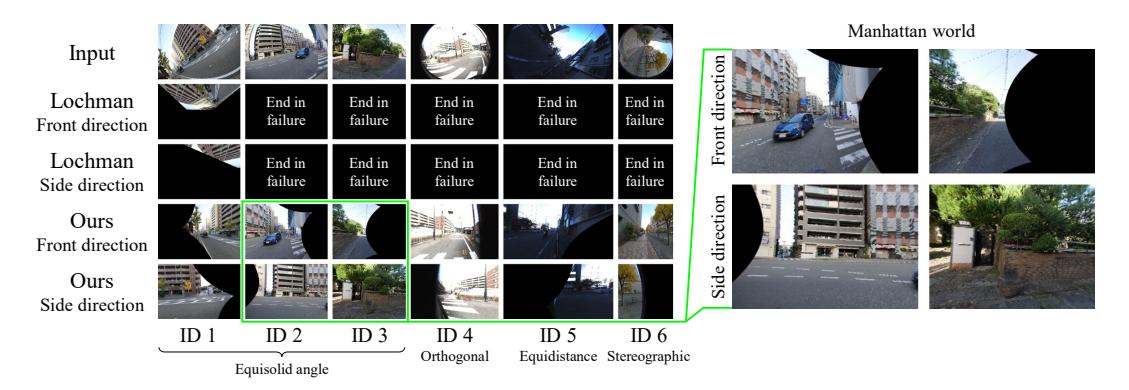 Manhattan world
Input
Lochman
Front direction
End in
failure
End in
failure
End in
failure
End in
failure
End in
failure
Lochman
Side direction
End in
failure
End in
failure
End in
failure
End in
failure
End in
failure
Ours
Front direction
Ours
Side direction
Front direction
Side direction
ID 1
ID 2
ID 3
ID 4
ID 5
ID 6
Equisolid angle
Orthogonal
Equidistance
Stereographic